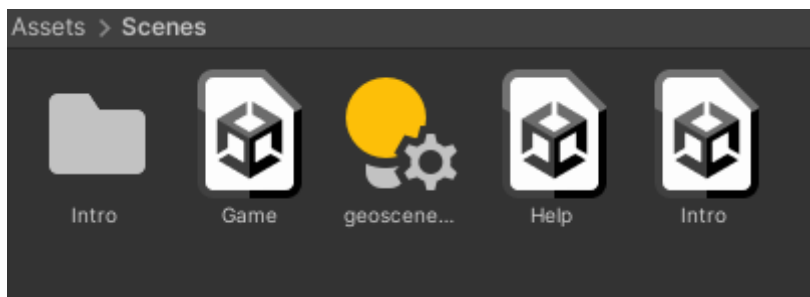 Assets > Scenes
Intro
Game
geoscene...
Help
Intro